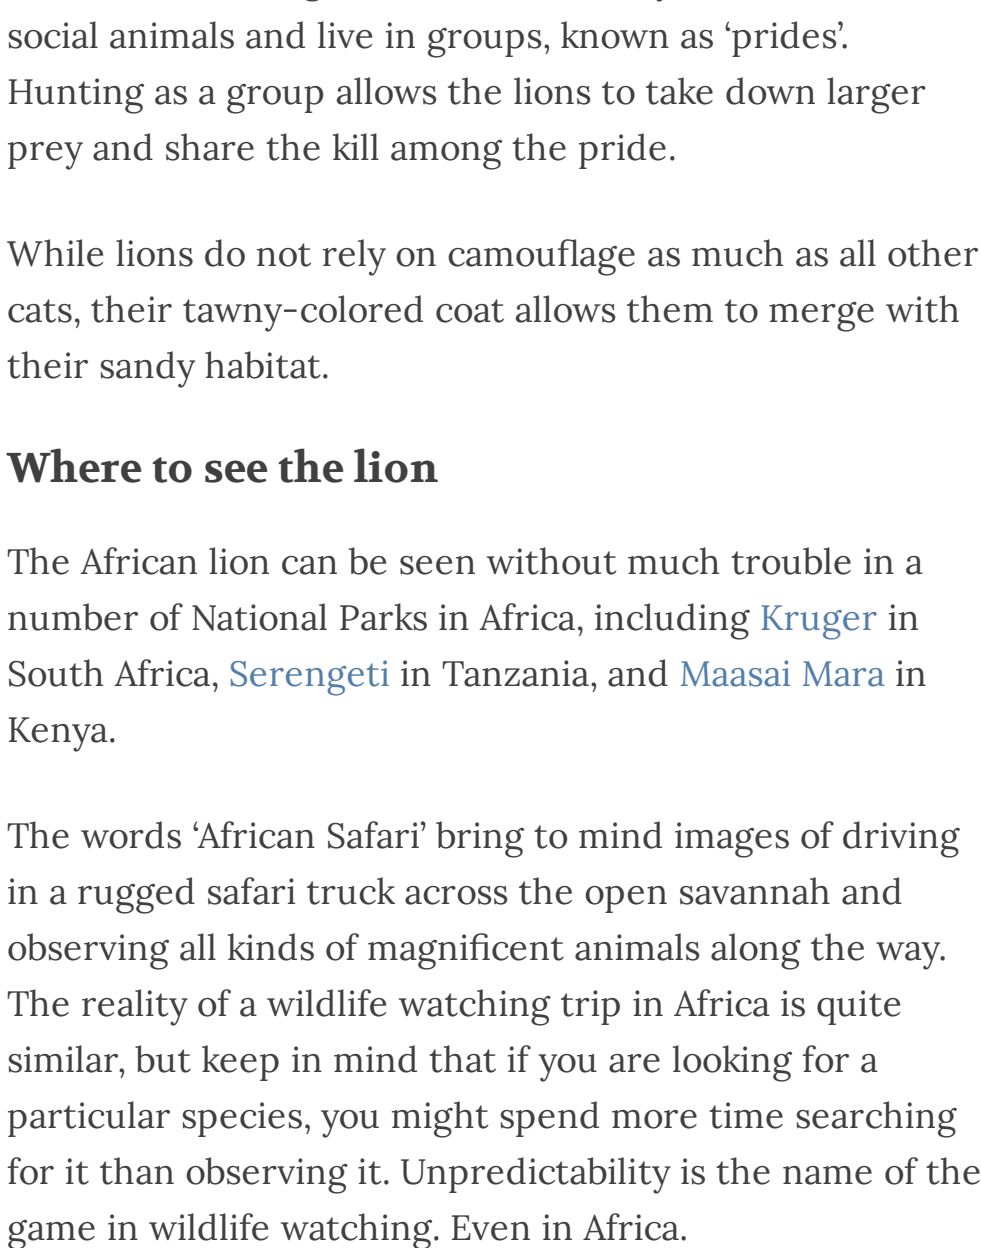 social animals and live in groups, known as ‘prides’.
Hunting as a group allows the lions to take down larger
prey and share the kill among the pride.
While lions do not rely on camouflage as much as all other
cats, their tawny-colored coat allows them to merge with
their sandy habitat.
Where to see the lion
The African lion can be seen without much trouble in a
number of National Parks in Africa, including Kruger in
South Africa, Serengeti in Tanzania, and Maasai Mara in
Kenya.
The words ‘African Safari’ bring to mind images of driving
in a rugged safari truck across the open savannah and
observing all kinds of magnificent animals along the way.
The reality of a wildlife watching trip in Africa is quite
similar, but keep in mind that if you are looking for a
particular species, you might spend more time searching
for it than observing it. Unpredictability is the name of the
game in wildlife watching. Even in Africa.